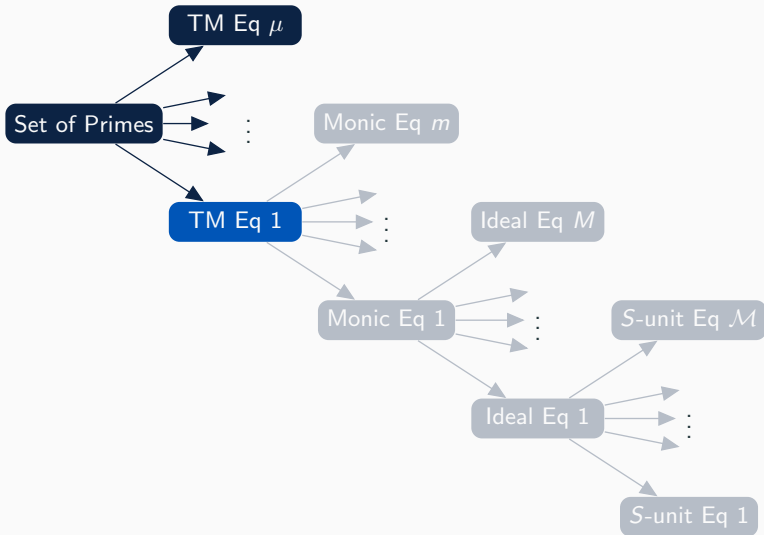 TM Eq μ
Set of Primes
⋮
Monic Eq m
TM Eq 1
⋮
Ideal Eq M
Monic Eq 1
⋮
S-unit Eq ℳ
Ideal Eq 1
⋮
S-unit Eq 1